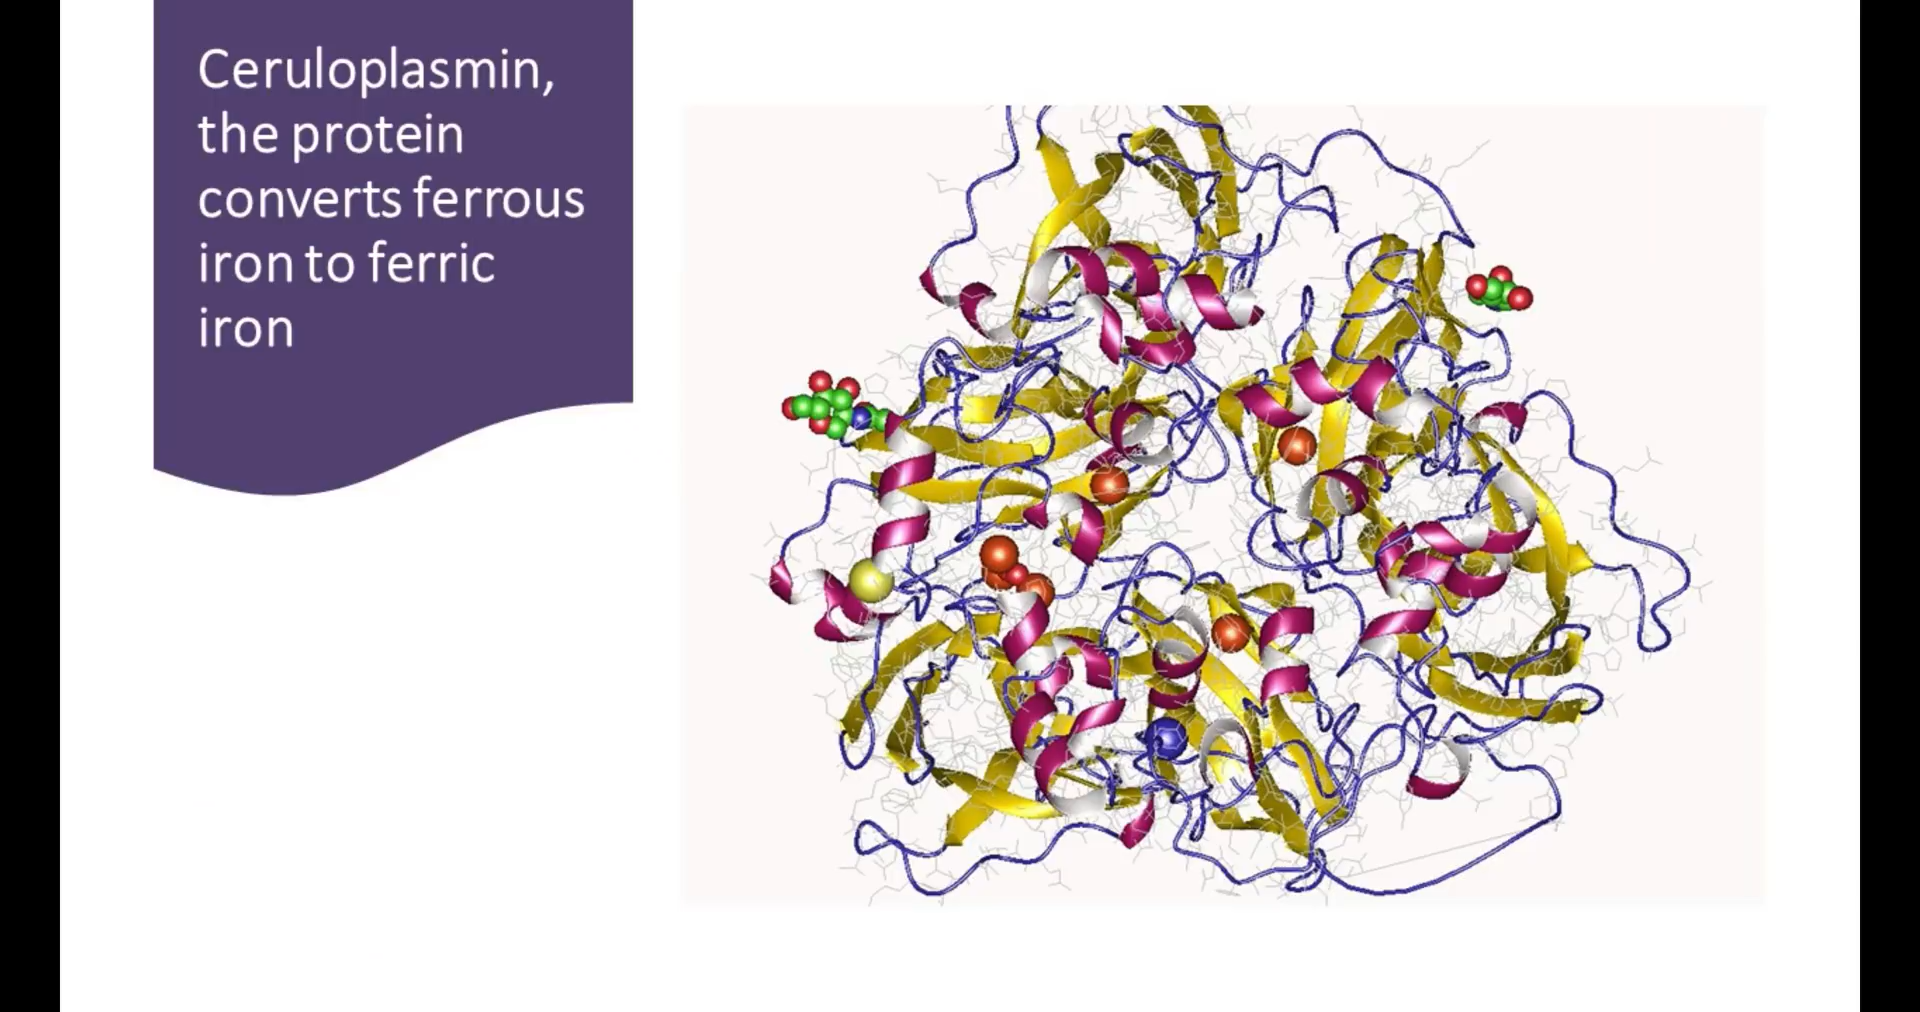 Ceruloplasmin,
the protein
converts ferrous
iron to ferric
iron